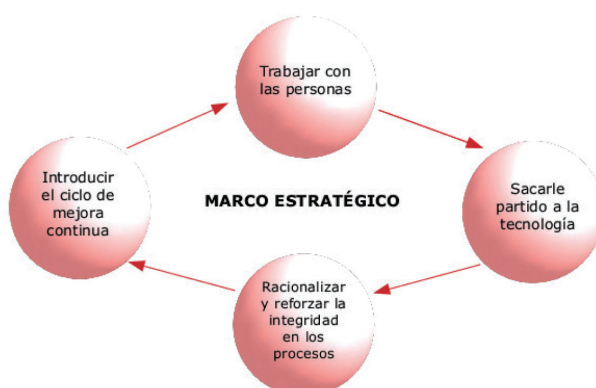 Trabajar con
las personas
Introducir
el ciclo de
mejora
continua
MARCO ESTRATÉGICO
Sacarle
partido a la
tecnología
Racionalizar
y reforzar la
integridad
en los
procesos